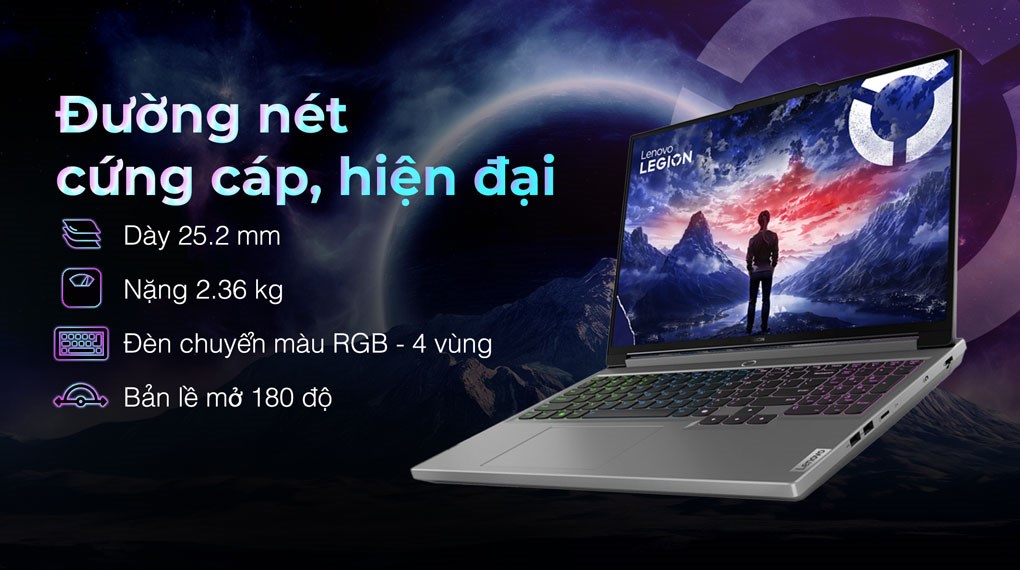 Đường nét
cứng cáp, hiện đại
Dày 25.2 mm
Nặng 2.36 kg
Đèn chuyển màu RGB - 4 vùng
Bản lề mở 180 độ
Lenovo
LEGION
Lenovo